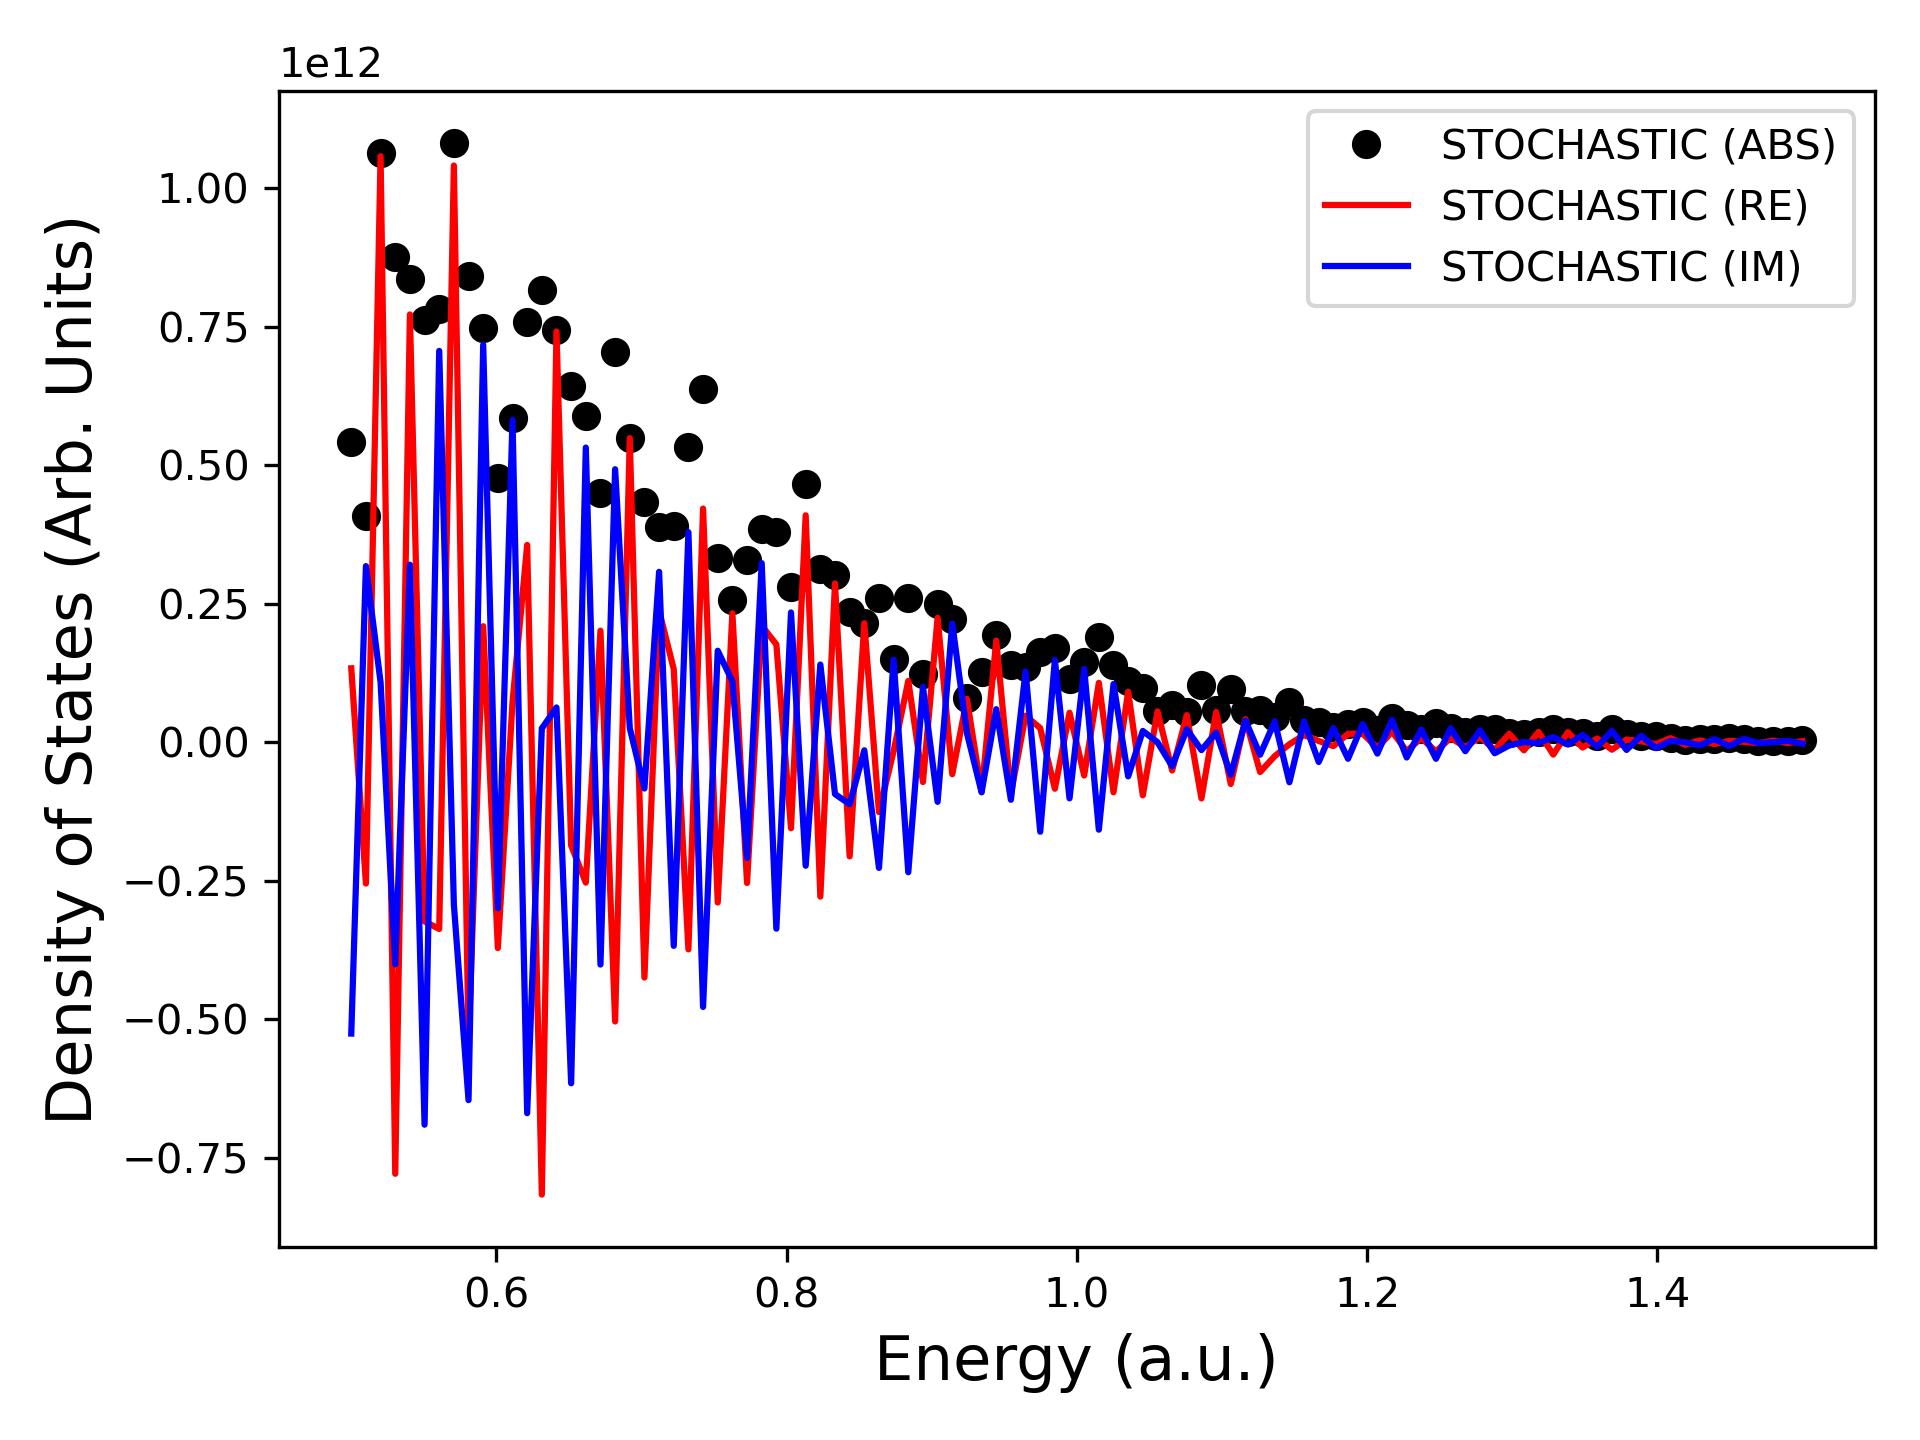 1e12
STOCHASTIC (ABS)
STOCHASTIC (RE)
STOCHASTIC (IM)
Density of States (Arb. Units)
1.00
0.75
0.50
0.25
0.00
−0.25
−0.50
−0.75
0.6 0.8 1.0 1.2 1.4
Energy (a.u.)